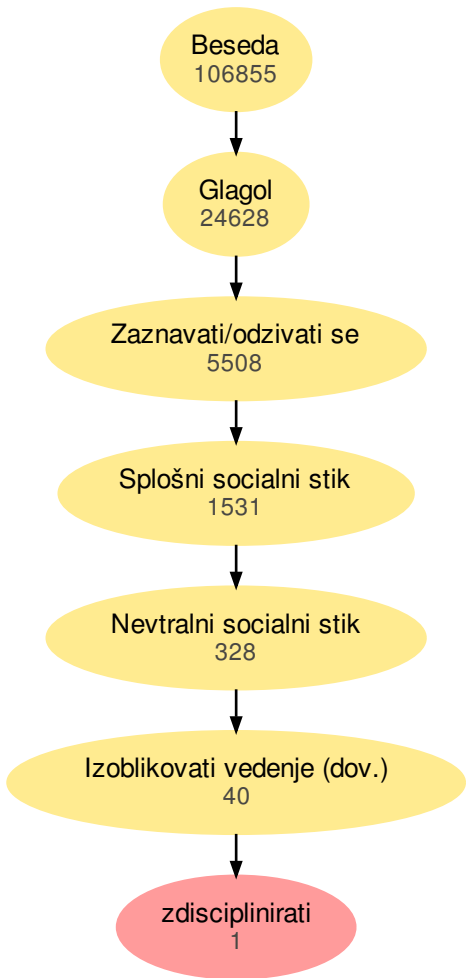 Beseda
106855
Glagol
24628
Zaznavati/odzivati se
5508
Splošni socialni stik
1531
Nevtralni socialni stik
328
Izoblikovati vedenje (dov.)
40
zdisciplinirati
1